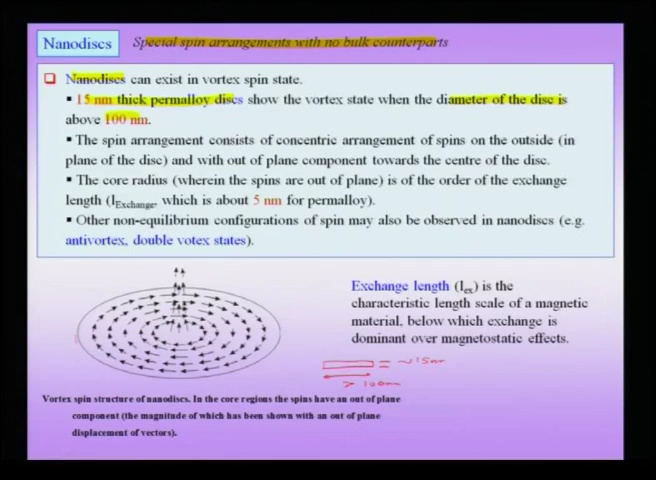 Nanodiscs Special spin arrangements with no bulk counterparts
Nanodiscs can exist in vortex spin state.
15 nm thick permalloy discs show the vortex state when the diameter of the disc is
above 100 nm.
The spin arrangement consists of concentric arrangement of spins on the outside (in
plane of the disc) and with out of plane component towards the centre of the disc.
The core radius (wherein the spins are out of plane) is of the order of the exchange
length (lExchange, which is about 5 nm for permalloy).
Other non-equilibrium configurations of spin may also be observed in nanodiscs (e.g.
antivortex, double votex states).
Exchange length (lex) is the
characteristic length scale of a magnetic
material, below which exchange is
dominant over magnetostatic effects.
~15nm
> 100nm
Vortex spin structure of nanodiscs. In the core regions the spins have an out of plane
component (the magnitude of which has been shown with an out of plane
displacement of vectors).